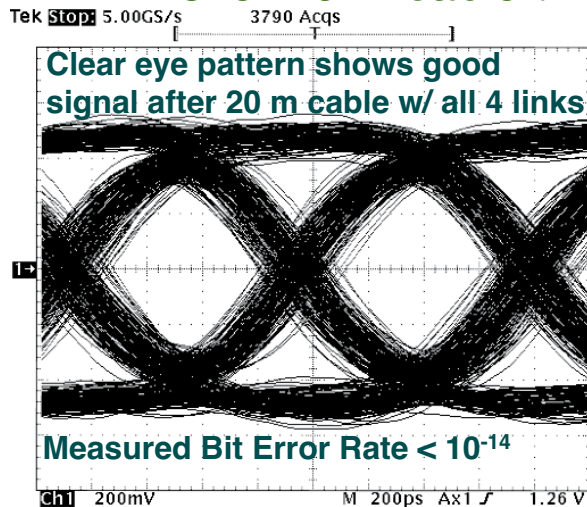 Tek Stop: 5.00GS/s 3790 Acqs
[ T ]
Clear eye pattern shows good
signal after 20 m cable w/ all 4 links
1→
Measured Bit Error Rate < 10⁻¹⁴
Ch1 200mV M 200ps Ax1 ∫ 1.26 V